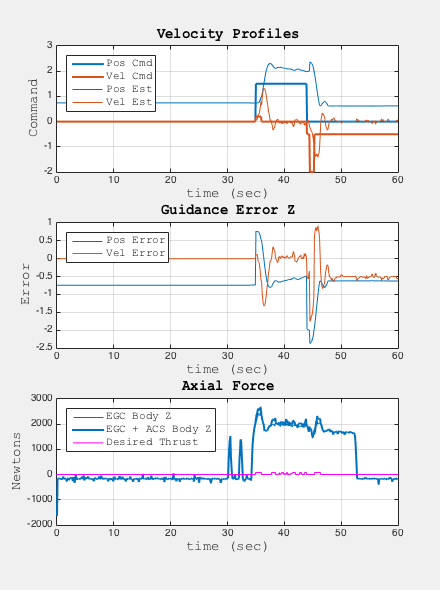 Velocity Profiles
3
2
1
0
-1
-2
Command
Pos Cmd
Vel Cmd
Pos Est
Vel Est
0 10 20 30 40 50 60
time (sec)
Guidance Error Z
1
0.5
0
-0.5
-1
-1.5
-2
-2.5
Error
Pos Error
Vel Error
0 10 20 30 40 50 60
time (sec)
Axial Force
3000
2000
1000
0
-1000
-2000
Newtons
EGC Body Z
EGC + ACS Body Z
Desired Thrust
0 10 20 30 40 50 60
time (sec)